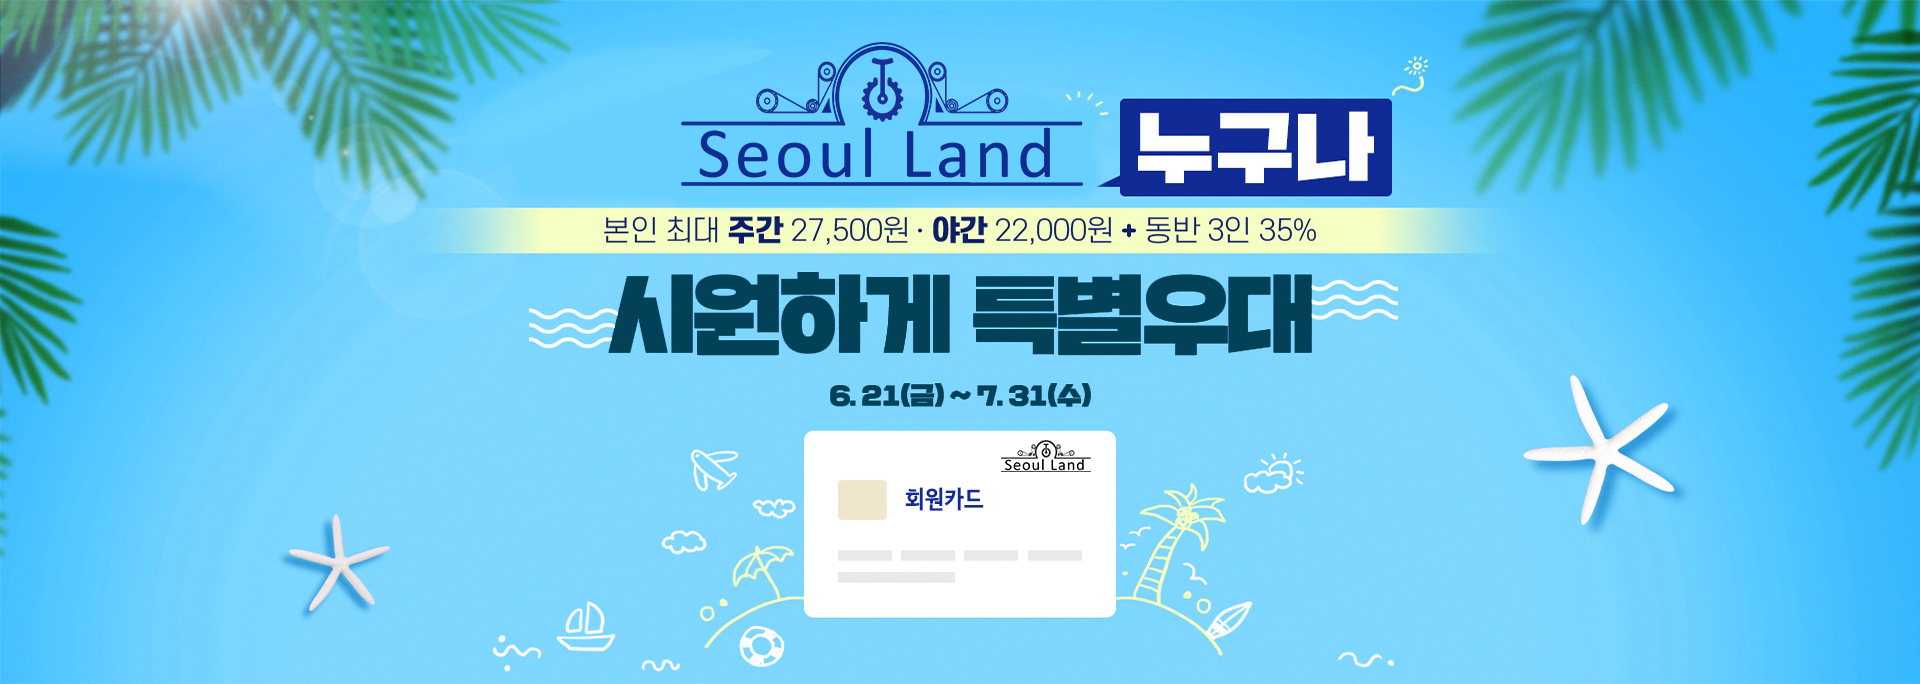 Seoul Land
누구나
본인 최대 주간 27,500원 · 야간 22,000원 + 동반 3인 35%
시원하게 특별우대
6. 21(금) ~ 7. 31(수)
Seoul Land
회원카드